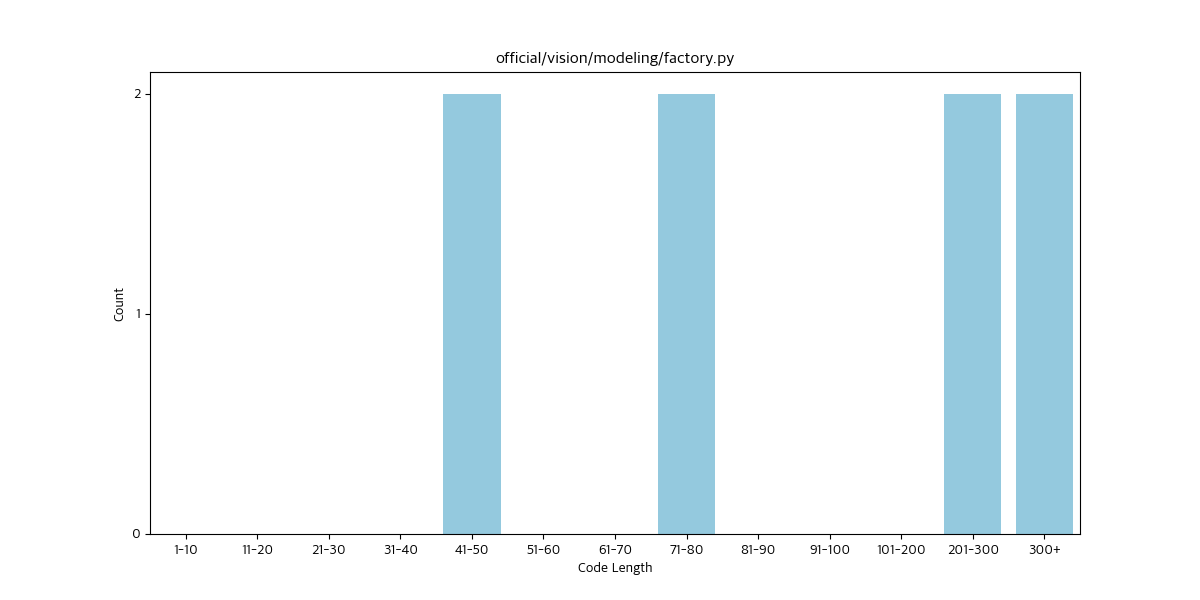 official/vision/modeling/factory.py
2
1
0
Count
1-10 11-20 21-30 31-40 41-50 51-60 61-70 71-80 81-90 91-100 101-200 201-300 300+
Code Length